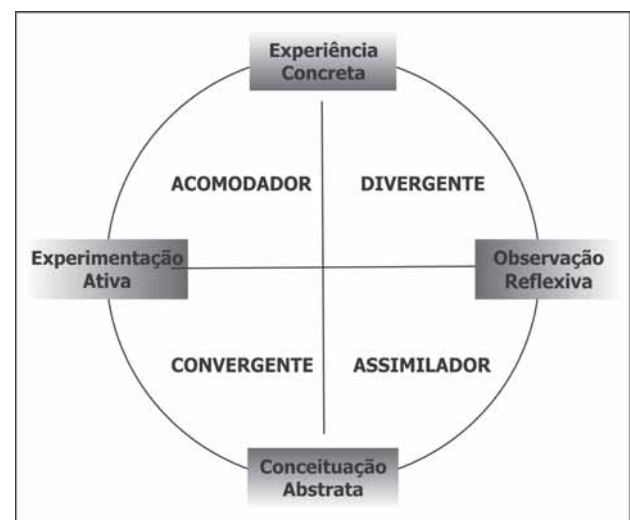 Experiência
Concreta
ACOMODADOR
DIVERGENTE
Experimentação
Ativa
Observação
Reflexiva
CONVERGENTE
ASSIMILADOR
Conceituação
Abstrata